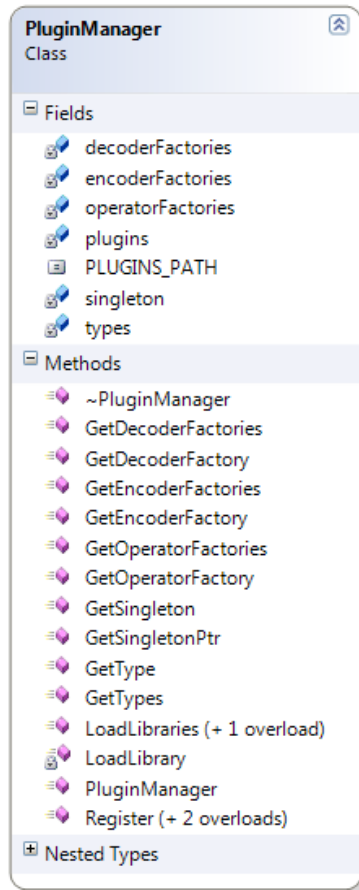 PluginManager
Class
Fields
decoderFactories
encoderFactories
operatorFactories
plugins
PLUGINS_PATH
singleton
types
Methods
~PluginManager
GetDecoderFactories
GetDecoderFactory
GetEncoderFactories
GetEncoderFactory
GetOperatorFactories
GetOperatorFactory
GetSingleton
GetSingletonPtr
GetType
GetTypes
LoadLibraries (+ 1 overload)
LoadLibrary
PluginManager
Register (+ 2 overloads)
Nested Types